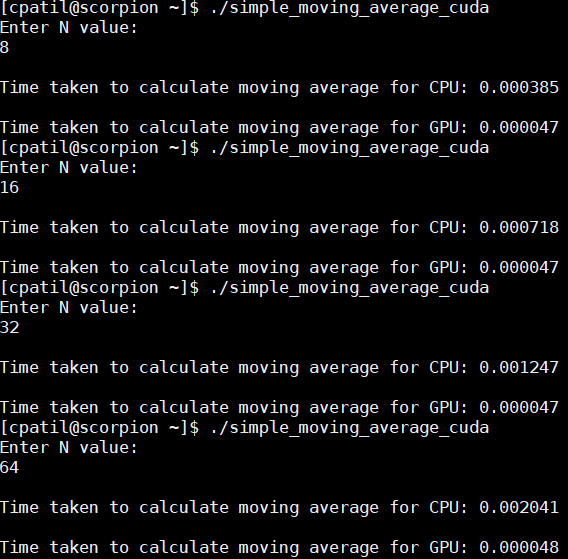 [cpatil@scorpion ~]$ ./simple_moving_average_cuda
Enter N value:
8
Time taken to calculate moving average for CPU: 0.000385
Time taken to calculate moving average for GPU: 0.000047
[cpatil@scorpion ~]$ ./simple_moving_average_cuda
Enter N value:
16
Time taken to calculate moving average for CPU: 0.000718
Time taken to calculate moving average for GPU: 0.000047
[cpatil@scorpion ~]$ ./simple_moving_average_cuda
Enter N value:
32
Time taken to calculate moving average for CPU: 0.001247
Time taken to calculate moving average for GPU: 0.000047
[cpatil@scorpion ~]$ ./simple_moving_average_cuda
Enter N value:
64
Time taken to calculate moving average for CPU: 0.002041
Time taken to calculate moving average for GPU: 0.000048